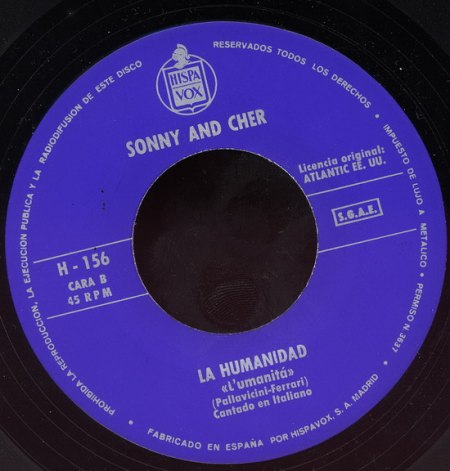 HISPA
VOX
SONNY AND CHER
Licencia original:
ATLANTIC EE. UU.
S.G.A.E.
H - 156
CARA B
45 RPM
LA HUMANIDAD
«L'umanitá»
(Pallavicini-Ferrari)
Cantado en Italiano
PROHIBIDA LA REPRODUCCION, LA EJECUCION PUBLICA Y LA RADIODIFUSION DE ESTE DISCO
RESERVADOS TODOS LOS DERECHOS · IMPUESTO DE LUJO A METALICO · PERMISO N. 3637
FABRICADO EN ESPAÑA POR HISPAVOX, S. A. MADRID